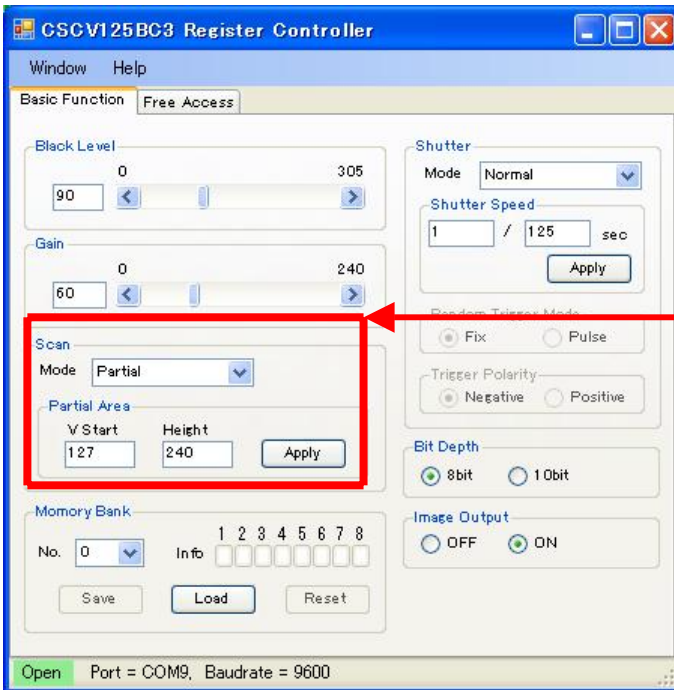 CSCV125BC3 Register Controller
Window Help
Basic Function Free Access
Black Level
0 305
90
Gain
0 240
60
Scan
Mode Partial
Partial Area
V Start Height
127 240 Apply
Momory Bank
1 2 3 4 5 6 7 8
No. 0 Info
Save Load Reset
Shutter
Mode Normal
Shutter Speed
1 / 125 sec
Apply
Random Trigger Mode
Fix Pulse
Trigger Polarity
Negative Positive
Bit Depth
8bit 10bit
Image Output
OFF ON
Open Port = COM9, Baudrate = 9600